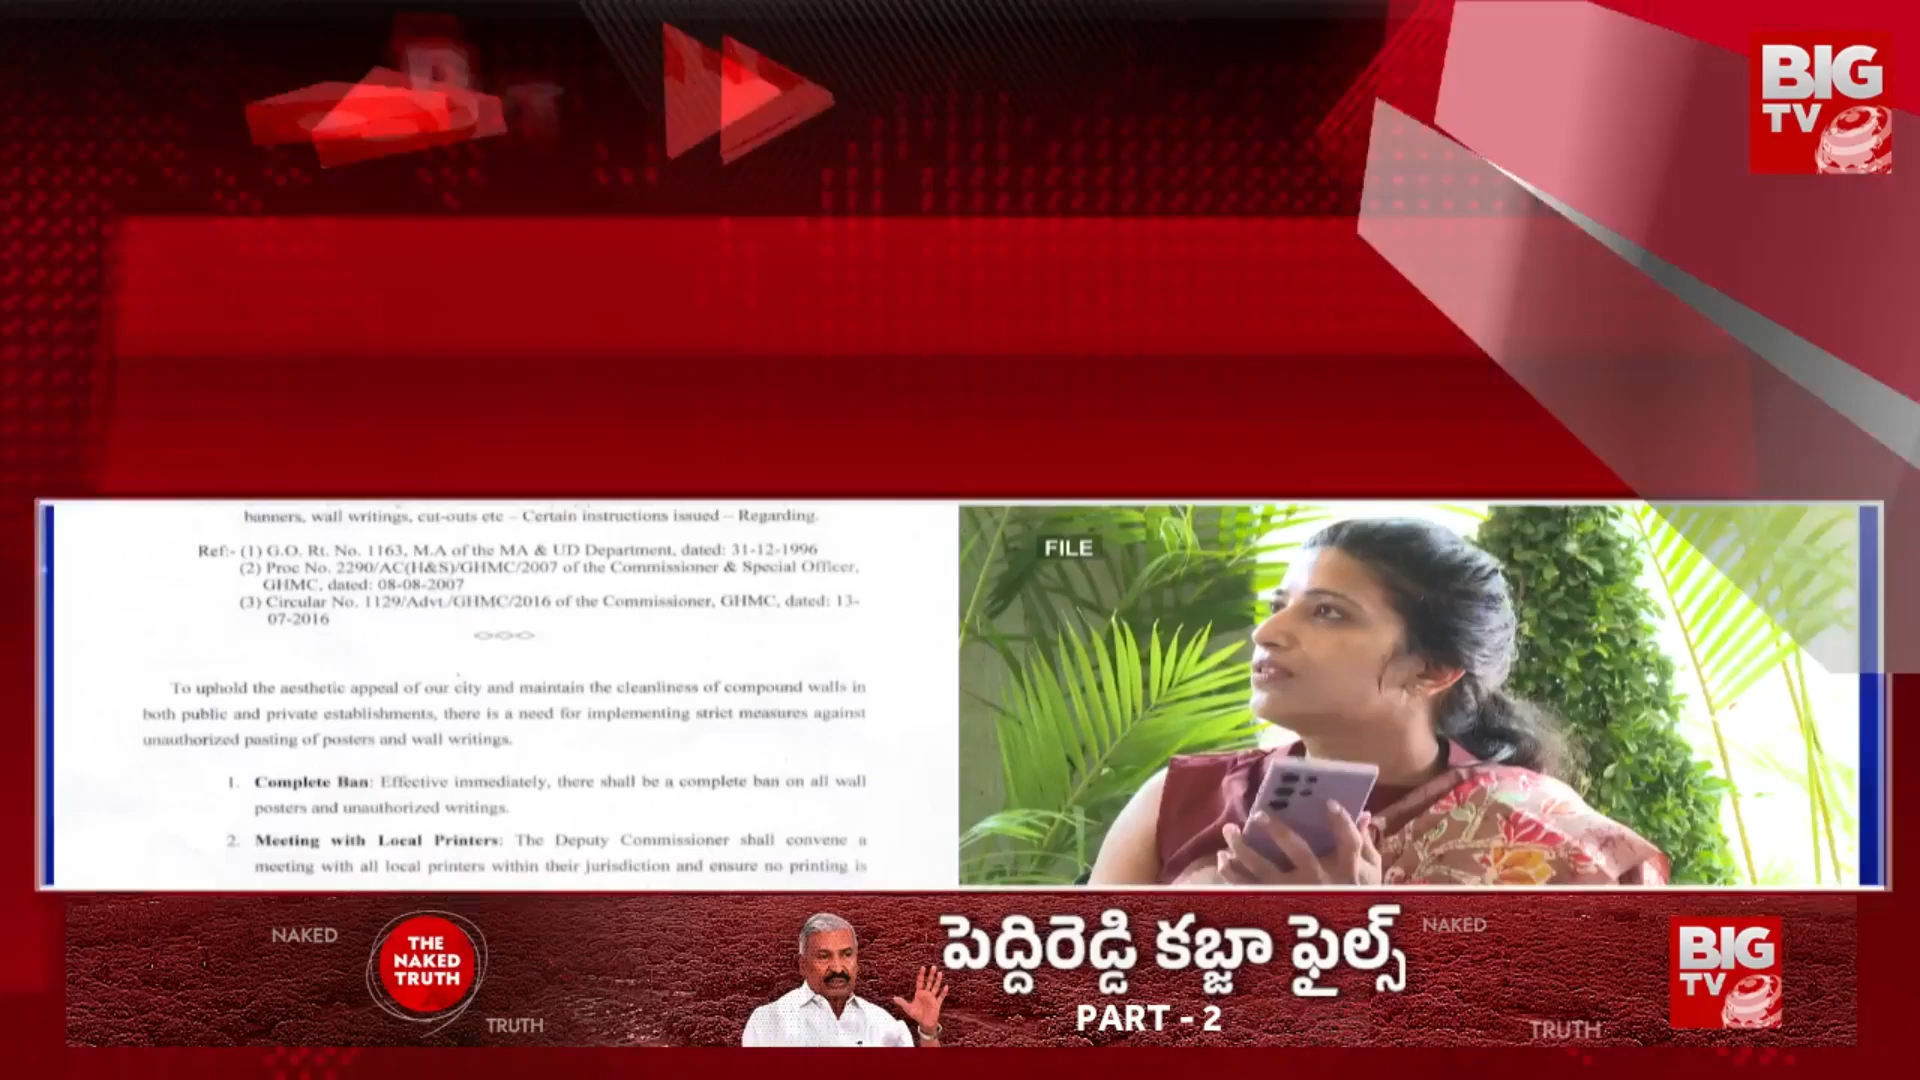 BIG
TV
banners, wall writings, cut-outs etc – Certain instructions issued – Regarding.
Ref:- (1) G.O. Rt. No. 1163, M.A of the MA & UD Department, dated: 31-12-1996
(2) Proc No. 2290/AC(H&S)/GHMC/2007 of the Commissioner & Special Officer,
GHMC, dated: 08-08-2007
(3) Circular No. 1129/Advt./GHMC/2016 of the Commissioner, GHMC, dated: 13-
07-2016
To uphold the aesthetic appeal of our city and maintain the cleanliness of compound walls in
both public and private establishments, there is a need for implementing strict measures against
unauthorized pasting of posters and wall writings.
1. Complete Ban: Effective immediately, there shall be a complete ban on all wall
posters and unauthorized writings.
2. Meeting with Local Printers: The Deputy Commissioner shall convene a
meeting with all local printers within their jurisdiction and ensure no printing is
FILE
NAKED
THE
NAKED
TRUTH
TRUTH
పెద్దిరెడ్డి కబ్జా ఫైల్స్
PART - 2
NAKED
TRUTH
BIG
TV